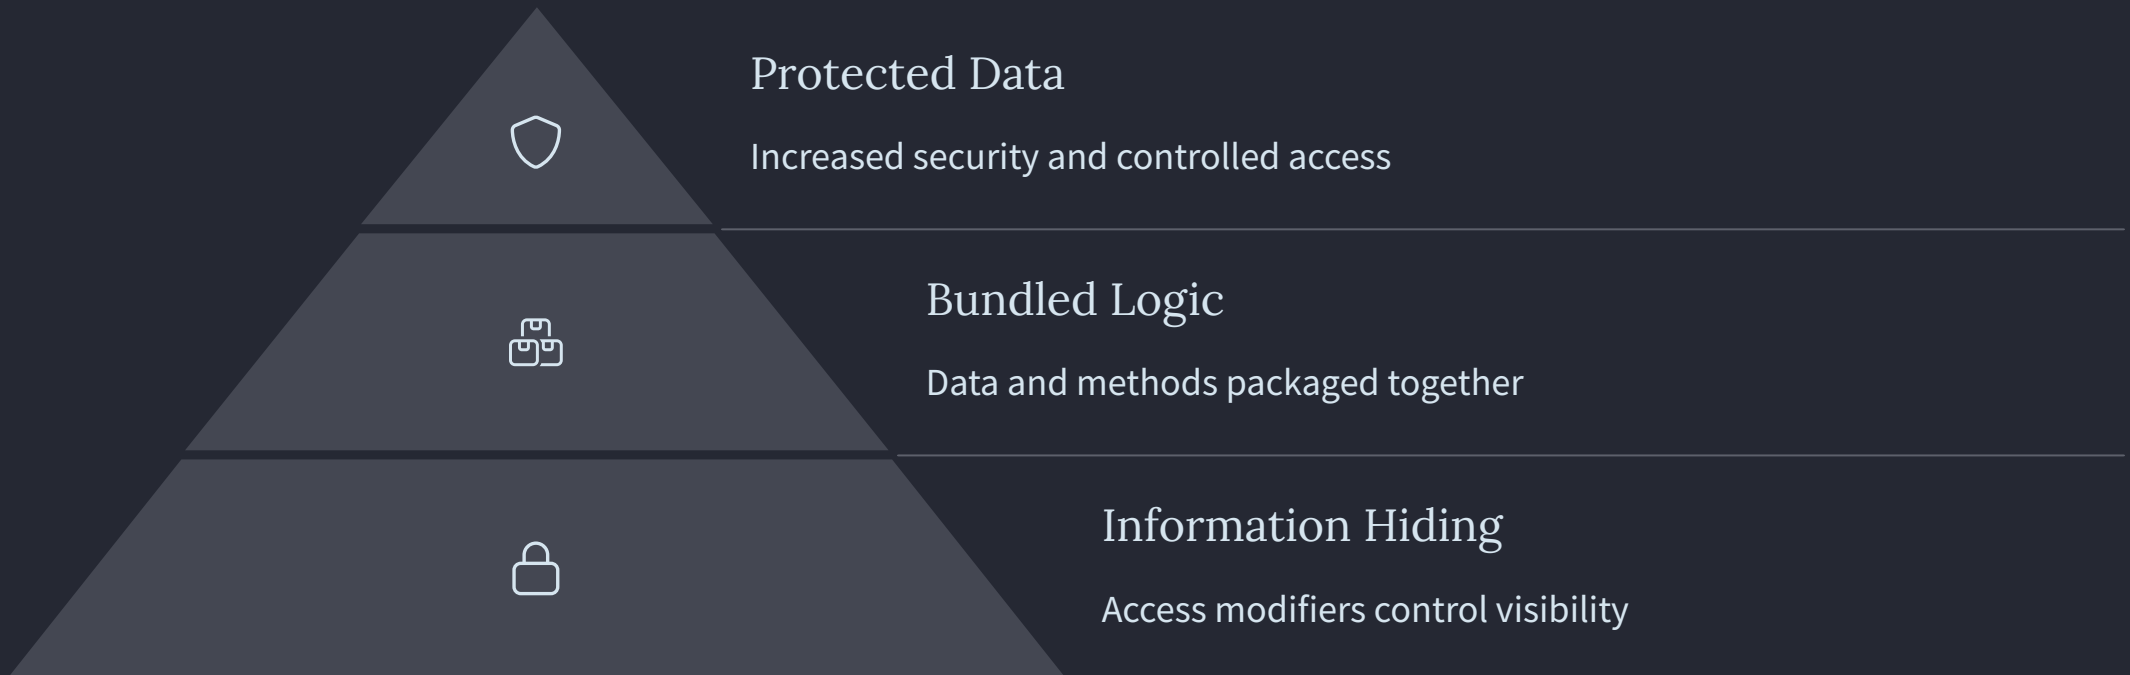 Protected Data
Increased security and controlled access
Bundled Logic
Data and methods packaged together
Information Hiding
Access modifiers control visibility